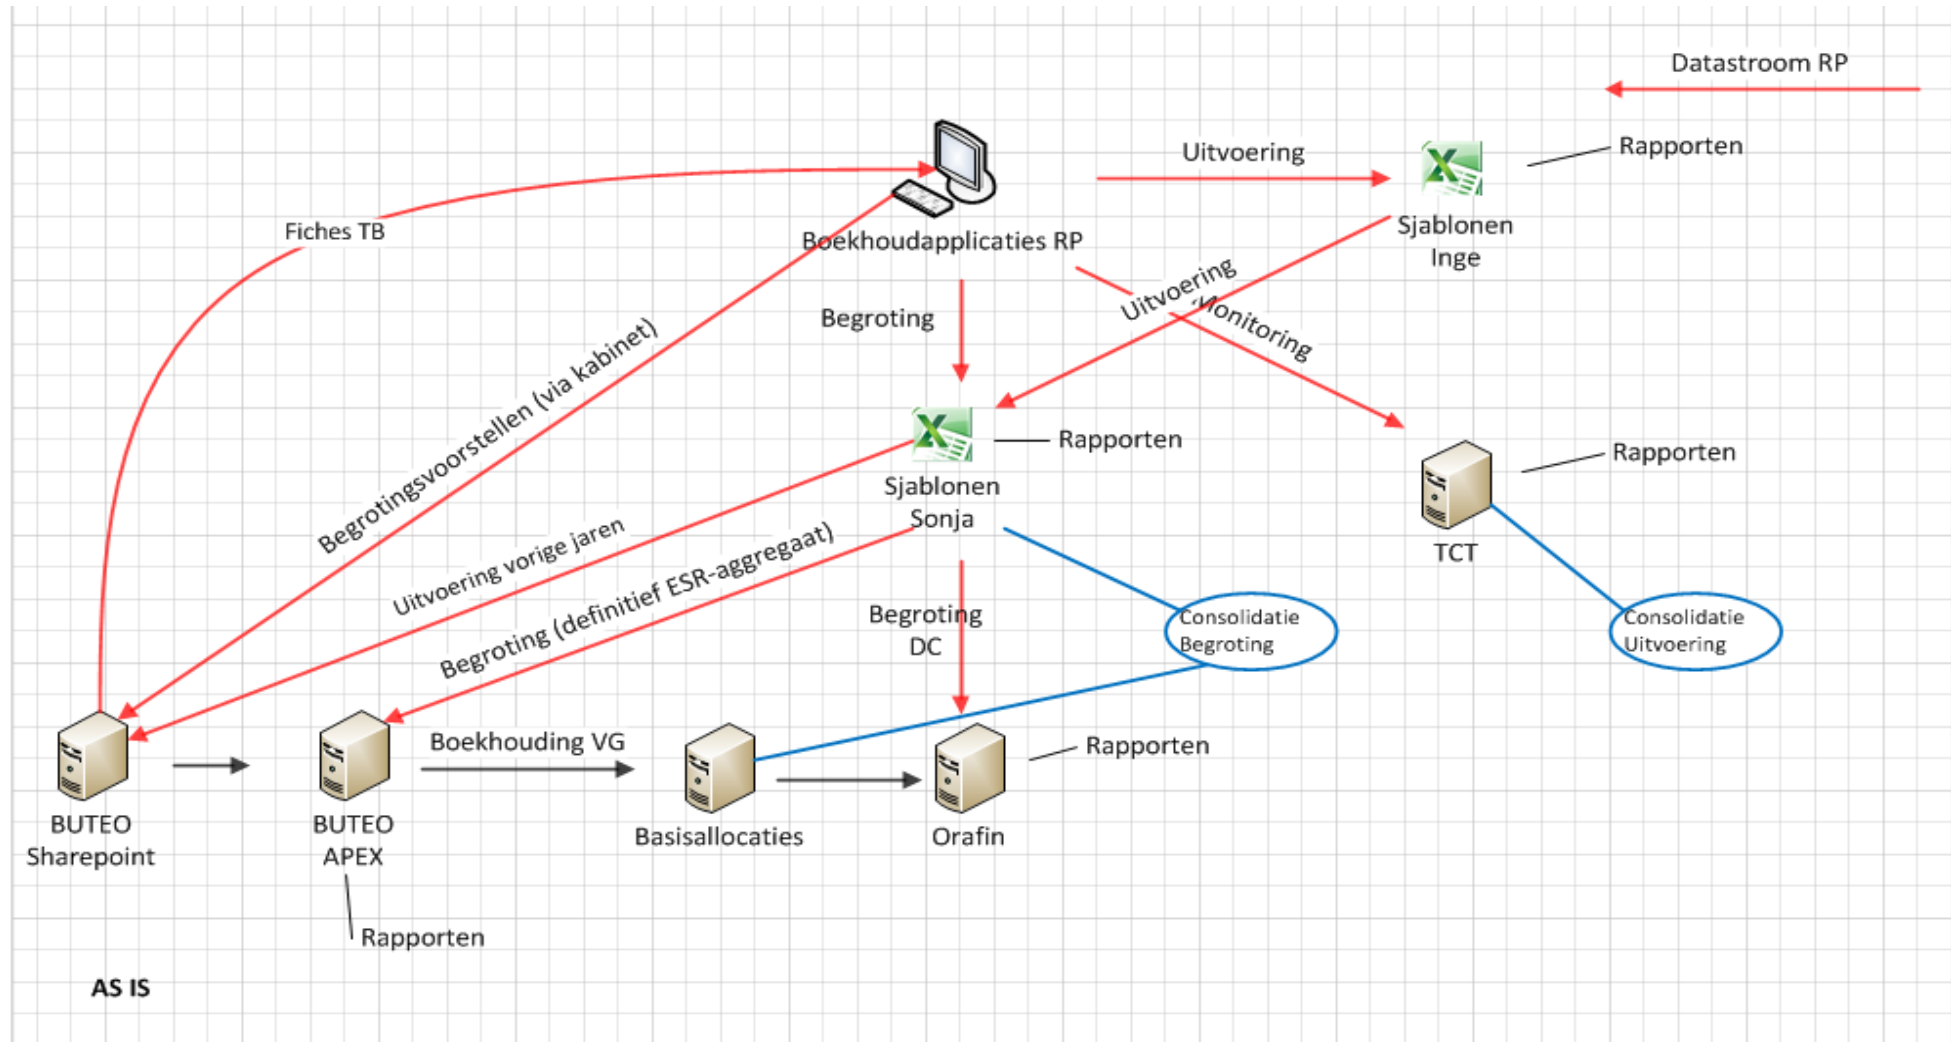 Datastroom RP
Uitvoering
Rapporten
Fiches TB
Boekhoudapplicaties RP
Sjablonen
Inge
Uitvoering
Monitoring
Begroting
Begrotingsvoorstellen (via kabinet)
Rapporten
Rapporten
Sjablonen
Sonja
TCT
Uitvoering vorige jaren
Begroting (definitief ESR-aggregaat)
Begroting
DC
Consolidatie
Begroting
Consolidatie
Uitvoering
Boekhouding VG
Rapporten
BUTEO
Sharepoint
BUTEO
APEX
Basisallocaties
Orafin
Rapporten
AS IS